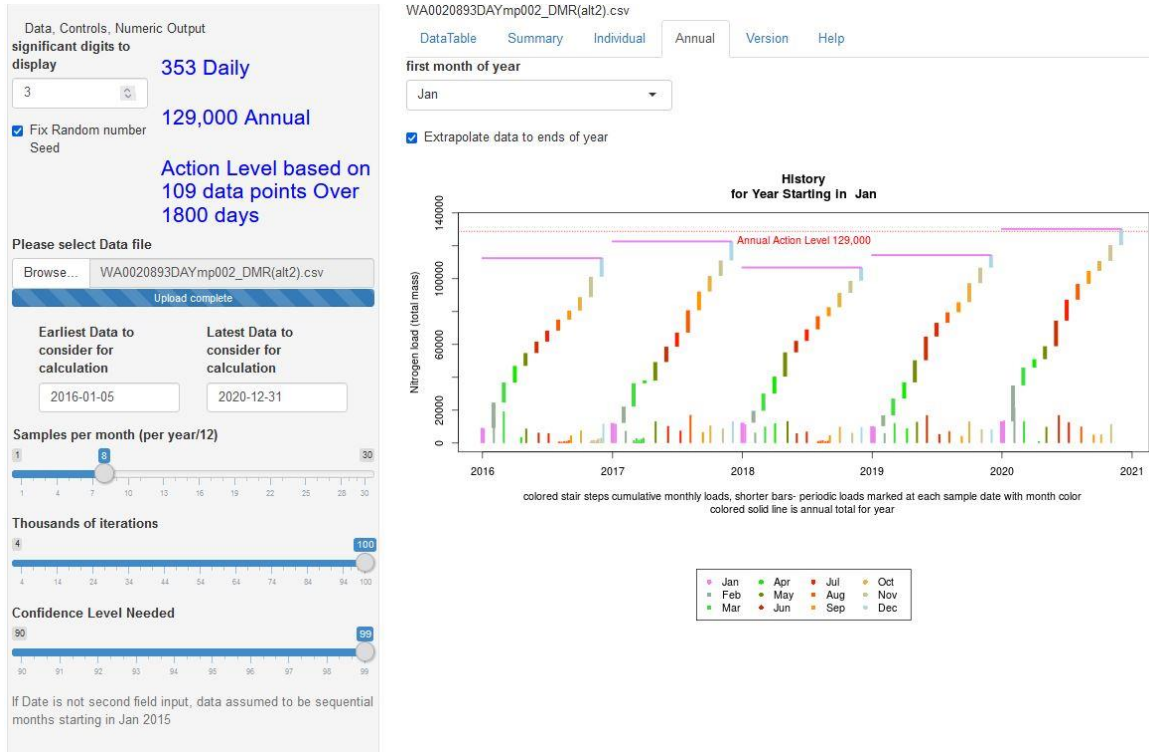 Data, Controls, Numeric Output
significant digits to
display
3
Fix Random number
Seed
353 Daily
129,000 Annual
Action Level based on
109 data points Over
1800 days
Please select Data file
Browse... WA0020893DAYmp002_DMR(alt2).csv
Upload complete
Earliest Data to
consider for
calculation
2016-01-05
Latest Data to
consider for
calculation
2020-12-31
Samples per month (per year/12)
1 8 30
1 4 7 10 13 16 19 22 25 28 30
Thousands of iterations
4 100
4 14 24 34 44 54 64 74 84 94 100
Confidence Level Needed
90 99
90 91 92 93 94 95 96 97 98 99
If Date is not second field input, data assumed to be sequential
months starting in Jan 2015
WA0020893DAYmp002_DMR(alt2).csv
DataTable Summary Individual Annual Version Help
first month of year
Jan
Extrapolate data to ends of year
History
for Year Starting in Jan
Nitrogen load (total mass)
140000
100000
60000
20000
0
Annual Action Level 129,000
2016 2017 2018 2019 2020 2021
colored stair steps cumulative monthly loads, shorter bars- periodic loads marked at each sample date with month color
colored solid line is annual total for year
Jan Apr Jul Oct
Feb May Aug Nov
Mar Jun Sep Dec